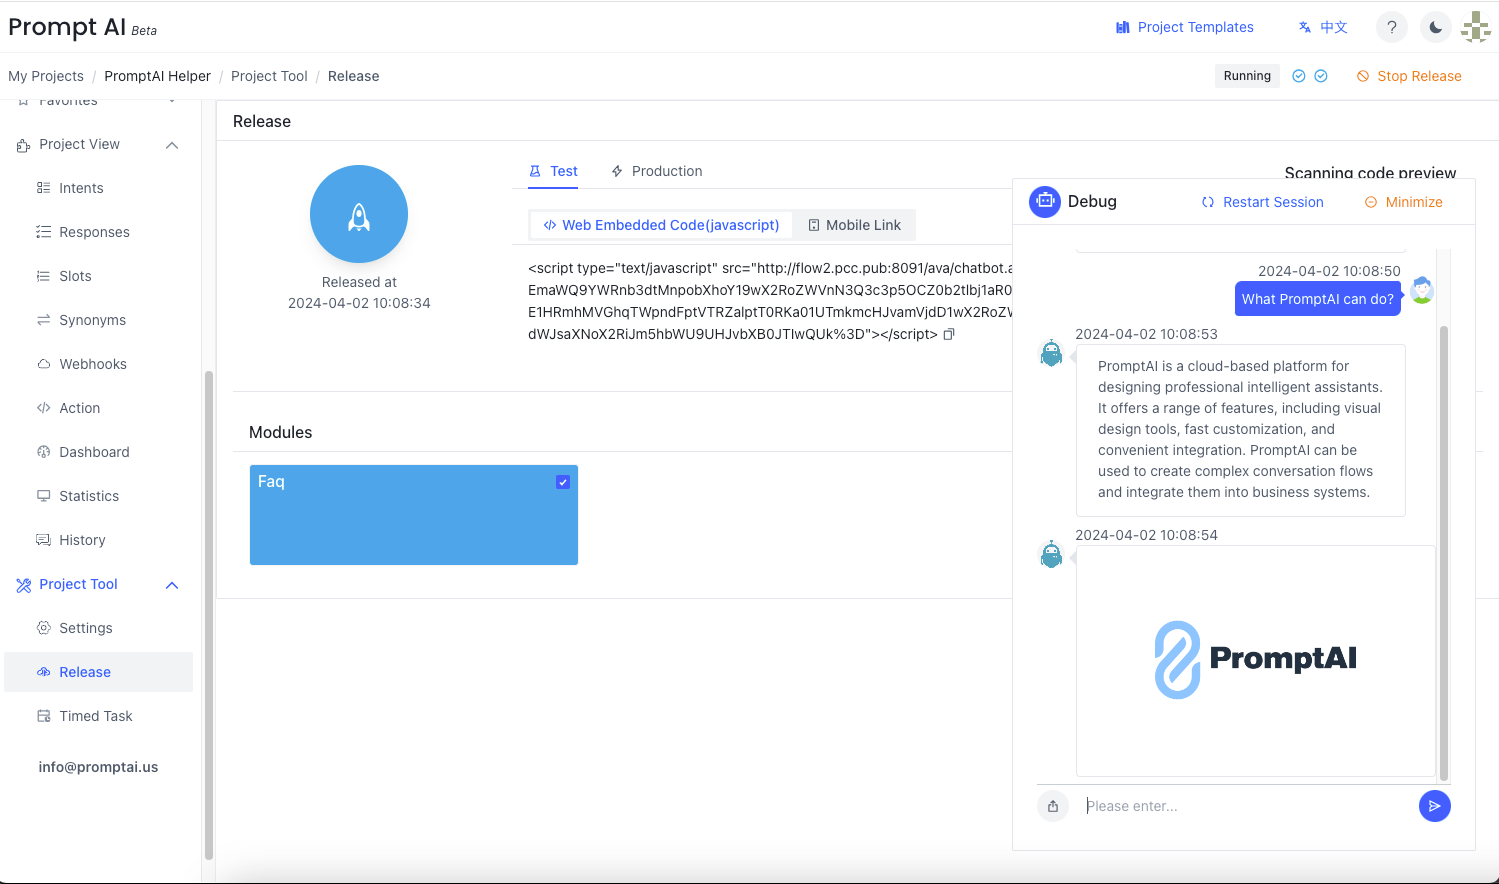 Prompt AI Beta
Project Templates
中文
?
My Projects / PromptAI Helper / Project Tool / Release
Running
Stop Release
Favorites
Project View
Intents
Responses
Slots
Synonyms
Webhooks
Action
Dashboard
Statistics
History
Project Tool
Settings
Release
Timed Task
info@promptai.us
Release
Released at
2024-04-02 10:08:34
Test
Production
Scanning code preview
Web Embedded Code(javascript)
Mobile Link
<script type="text/javascript" src="http://flow2.pcc.pub:8091/ava/chatbot.a
EmaWQ9YWRnb3dtMnpobXhoY19wX2RoZWVnN3Q3c3p5OCZ0b2tlbj1aR0
E1HRmhMVGhqTWpndFptVTRZalptT0RKa01UTmkmcHJvamVjdD1wX2RoZW
dWJsaXNoX2RiJm5hbWU9UHJvbXB0JTIwQUk%3D"></script>
Modules
Faq
Debug
Restart Session
Minimize
2024-04-02 10:08:50
What PromptAI can do?
2024-04-02 10:08:53
PromptAI is a cloud-based platform for
designing professional intelligent assistants.
It offers a range of features, including visual
design tools, fast customization, and
convenient integration. PromptAI can be
used to create complex conversation flows
and integrate them into business systems.
2024-04-02 10:08:54
PromptAI
Please enter...